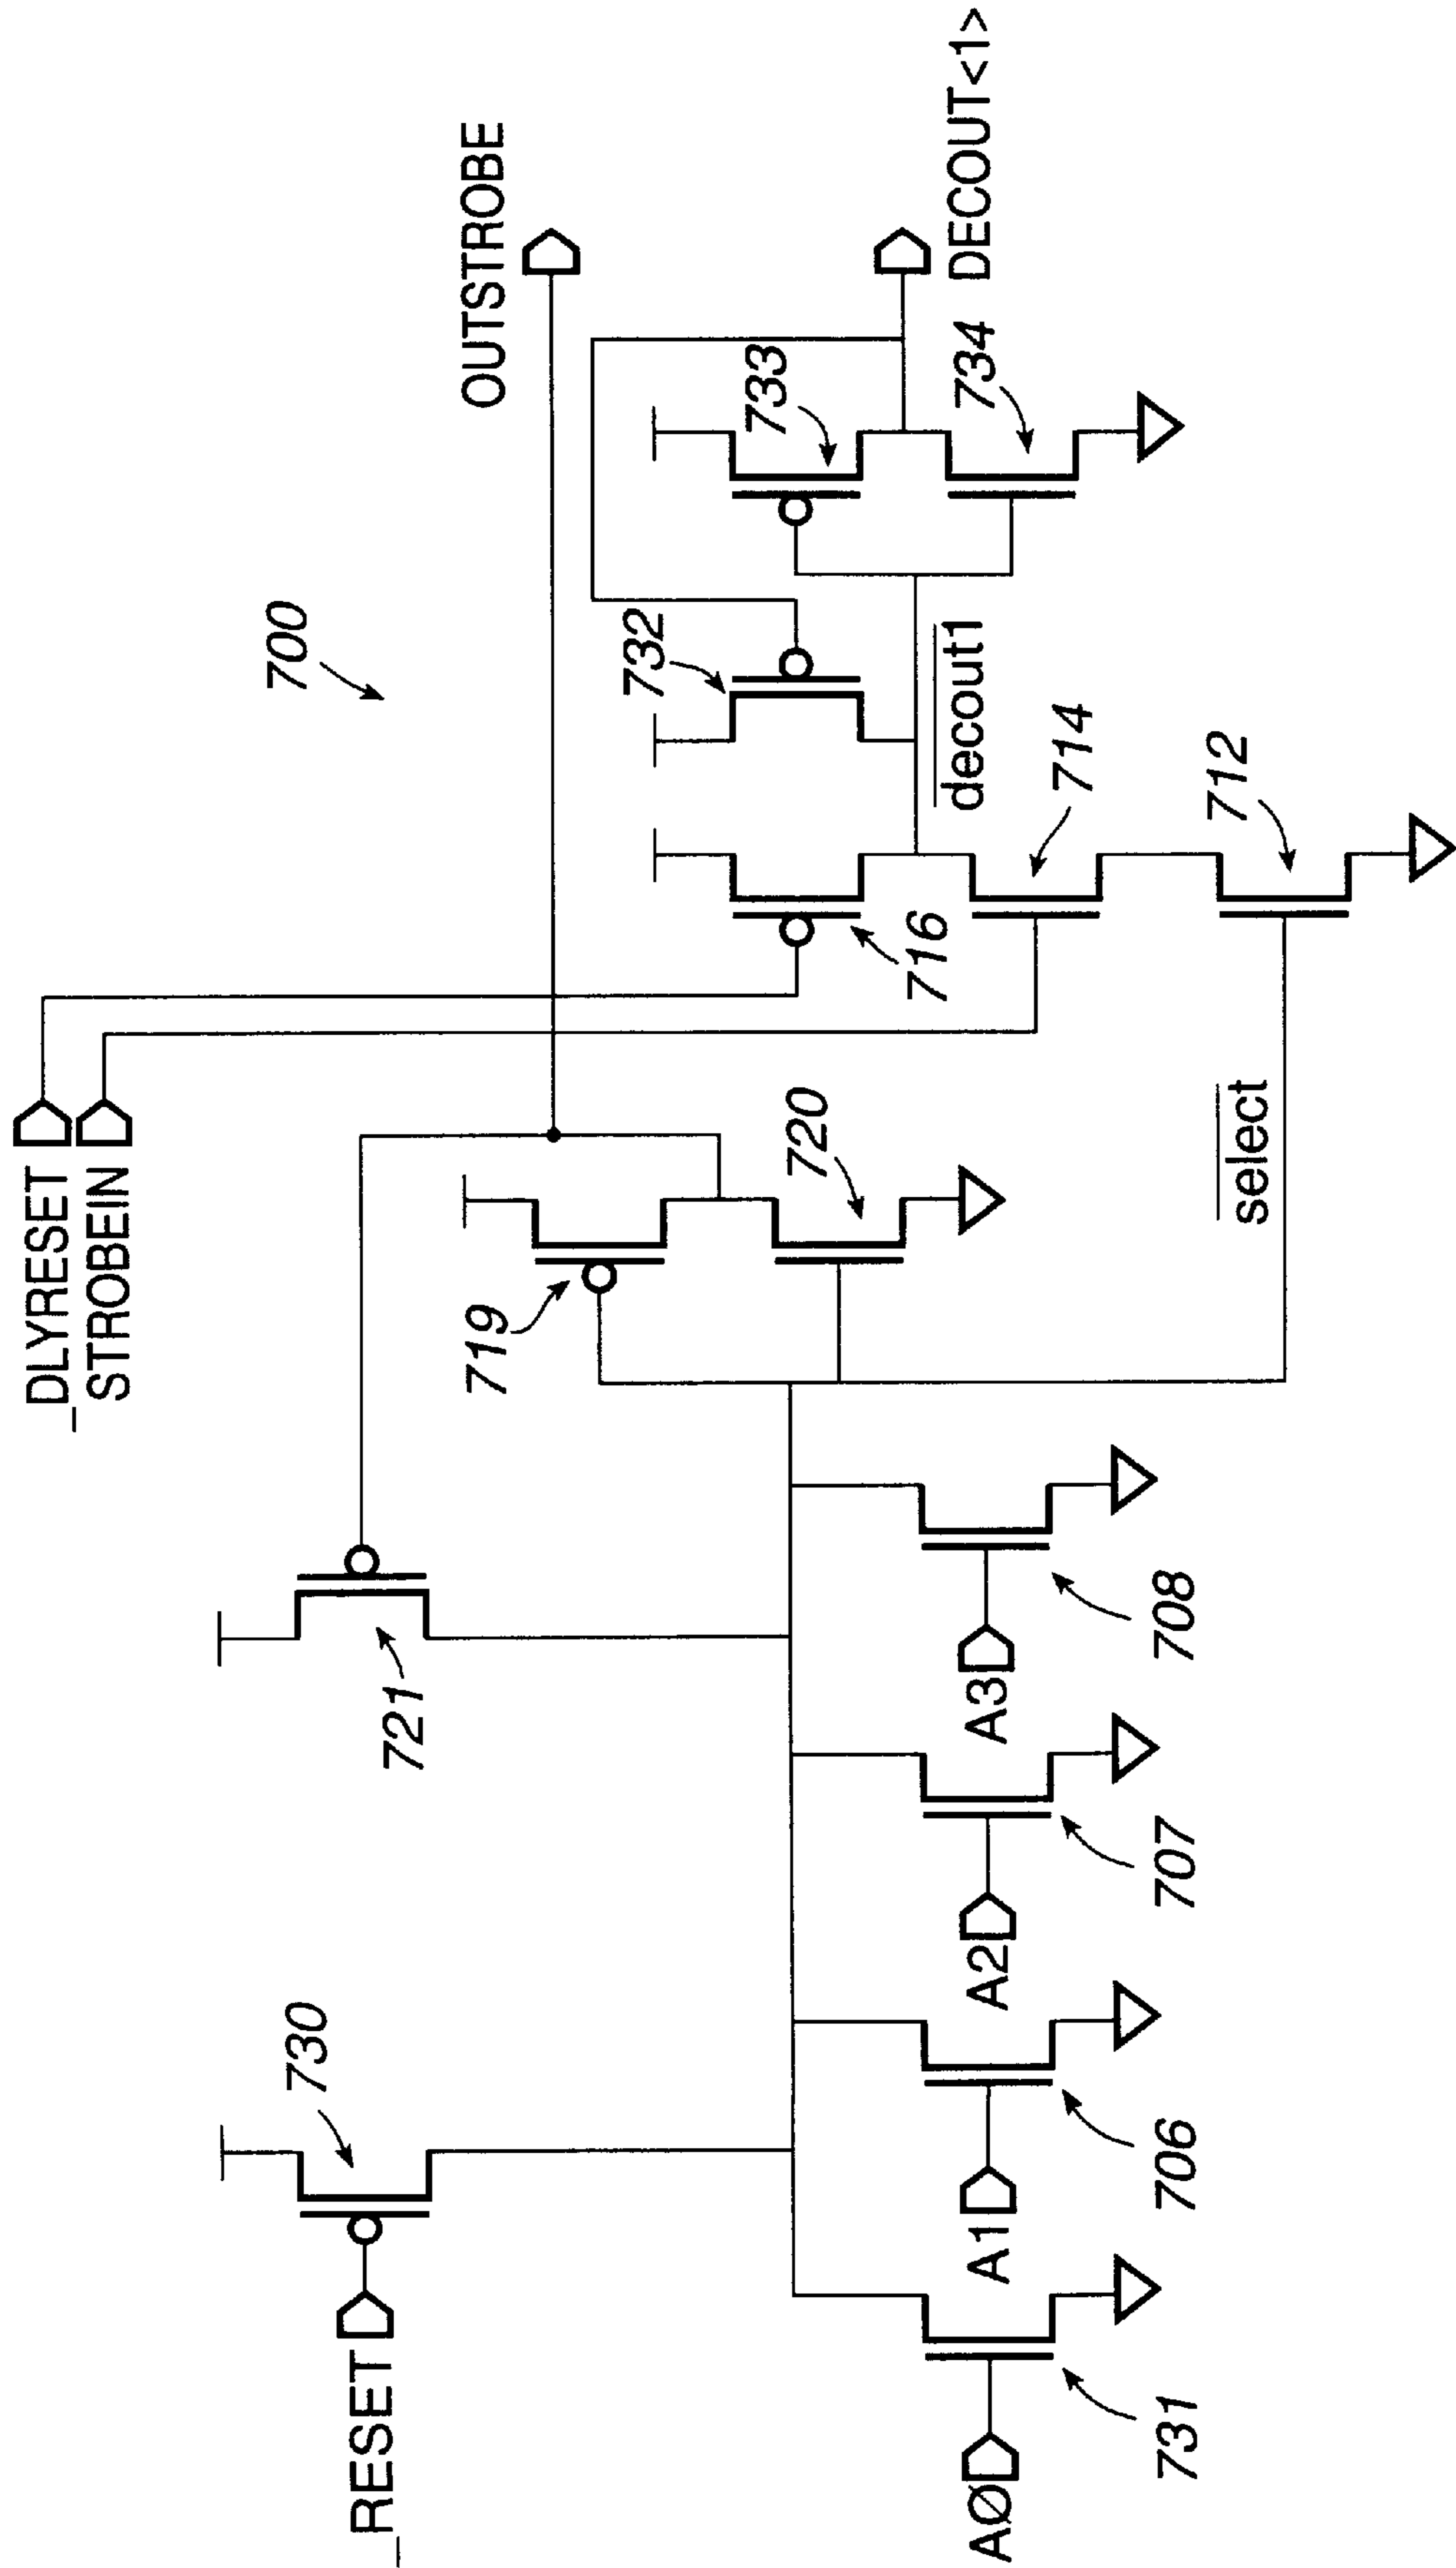 700
_DLYRESET
STROBEIN
OUTSTROBE
_RESET
730
721
719
720
716
732
733
734
DECOUT<1>
decout1
714
712
select
AØ
731
A1
706
A2
707
A3
708